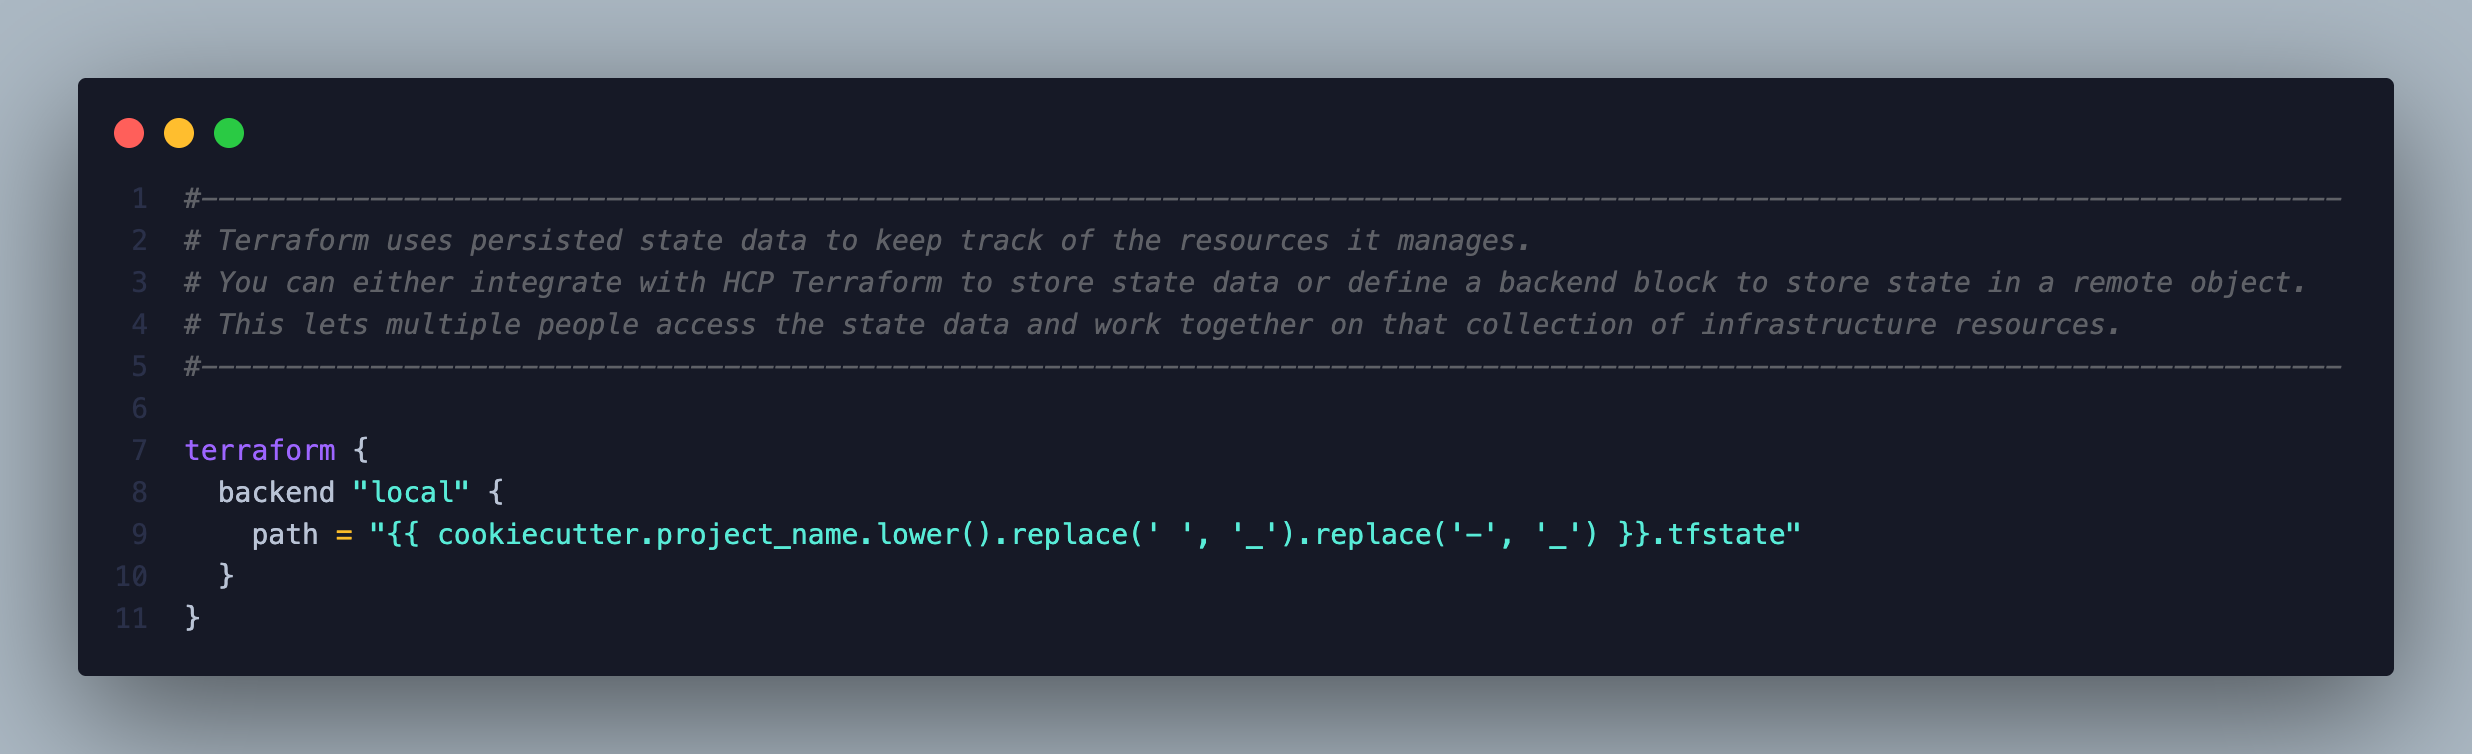 1 #--------------------------------------------------------------------------------------------------------------------------------
2 # Terraform uses persisted state data to keep track of the resources it manages.
3 # You can either integrate with HCP Terraform to store state data or define a backend block to store state in a remote object.
4 # This lets multiple people access the state data and work together on that collection of infrastructure resources.
5 #--------------------------------------------------------------------------------------------------------------------------------
6
7 terraform {
8   backend "local" {
9     path = "{{ cookiecutter.project_name.lower().replace(' ', '_').replace('-', '_') }}.tfstate"
10   }
11 }